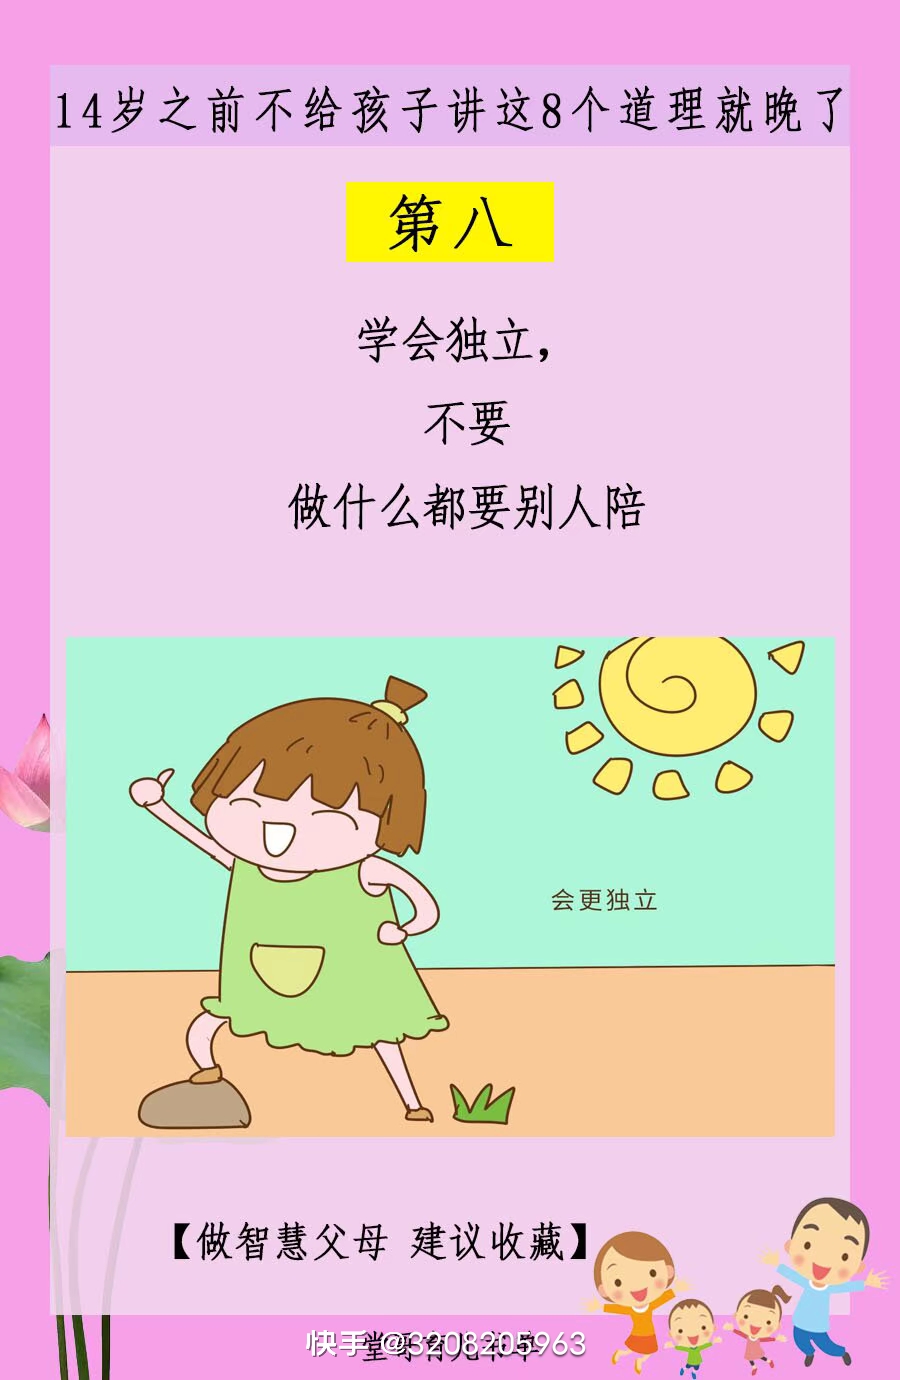 14岁之前不给孩子讲这8个道理就晚了
第八
学会独立,
不要
做什么都要别人陪
会更独立
【做智慧父母 建议收藏】
快手 @3208205963